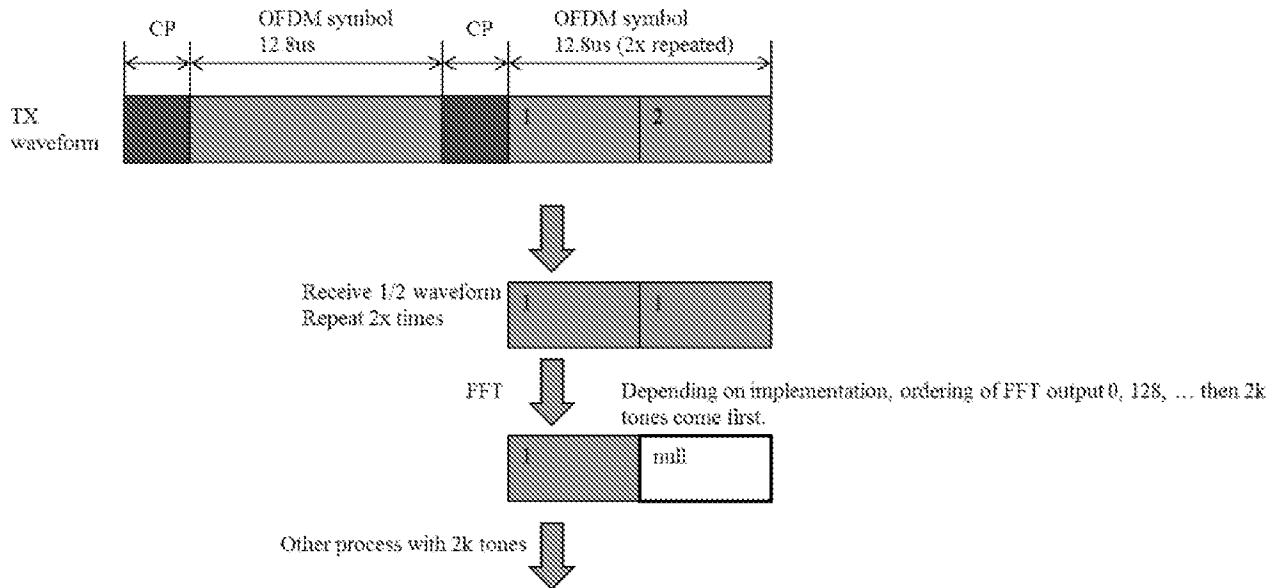 CP
OFDM symbol
12.8us
CP
OFDM symbol
12.8us (2x repeated)
TX
waveform
1
2
Receive 1/2 waveform
Repeat 2x times
1
1
FFT
Depending on implementation, ordering of FFT output 0, 128, … then 2k
tones come first.
1
null
Other process with 2k tones